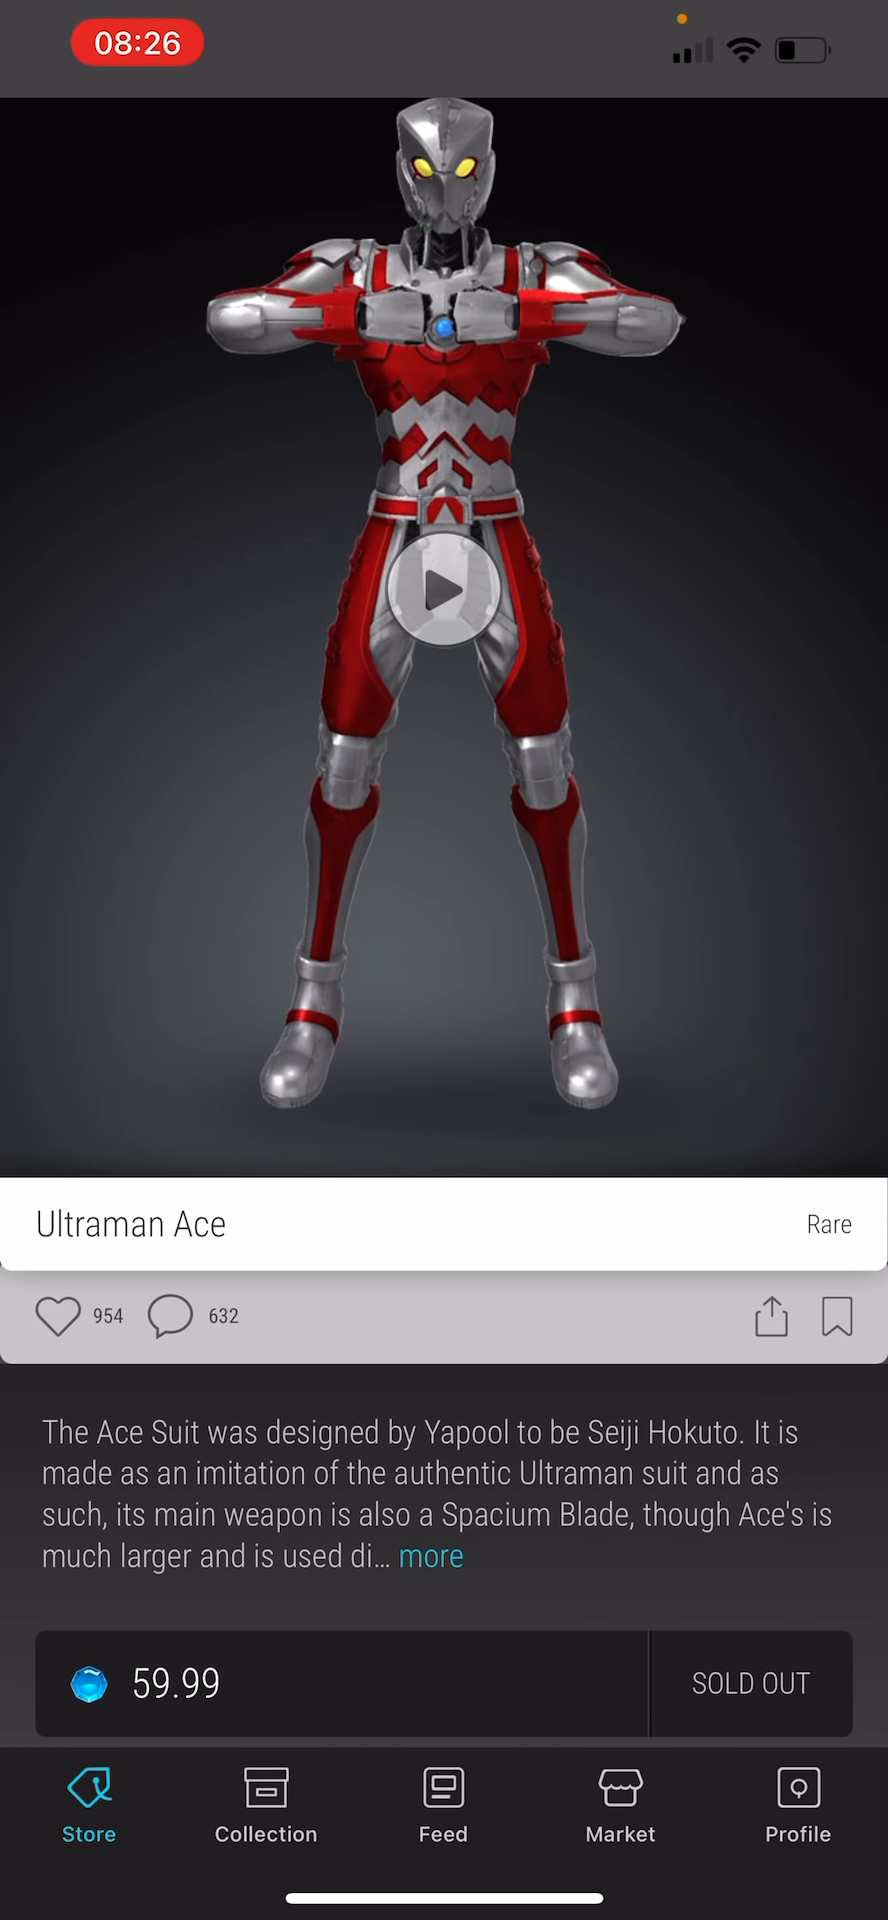 08:26
Ultraman Ace
Rare
954
632
The Ace Suit was designed by Yapool to be Seiji Hokuto. It is
made as an imitation of the authentic Ultraman suit and as
such, its main weapon is also a Spacium Blade, though Ace's is
much larger and is used di... more
59.99
SOLD OUT
Store
Collection
Feed
Market
Profile